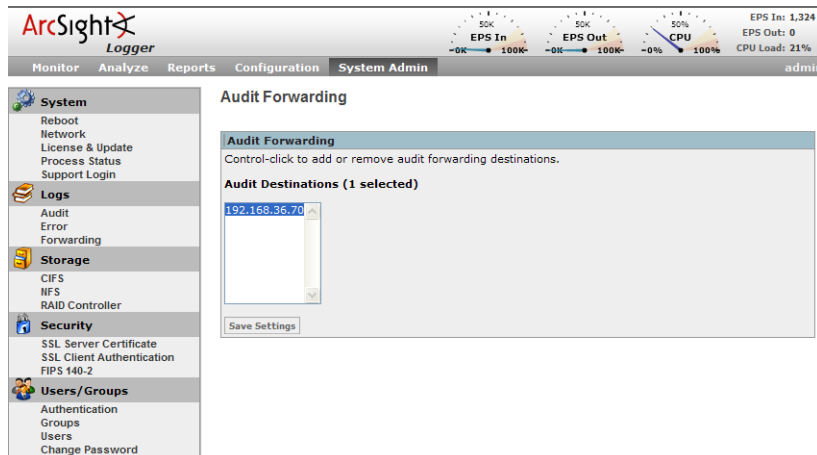 ArcSight
Logger
50K
EPS In
-0K 100K-
50K
EPS Out
-0K 100K-
50%
CPU
-0% 100%
EPS In: 1,324
EPS Out: 0
CPU Load: 21%
Monitor Analyze Reports Configuration System Admin admi
System
Reboot
Network
License & Update
Process Status
Support Login
Logs
Audit
Error
Forwarding
Storage
CIFS
NFS
RAID Controller
Security
SSL Server Certificate
SSL Client Authentication
FIPS 140-2
Users/Groups
Authentication
Groups
Users
Change Password
Audit Forwarding
Audit Forwarding
Control-click to add or remove audit forwarding destinations.
Audit Destinations (1 selected)
192.168.36.70
Save Settings